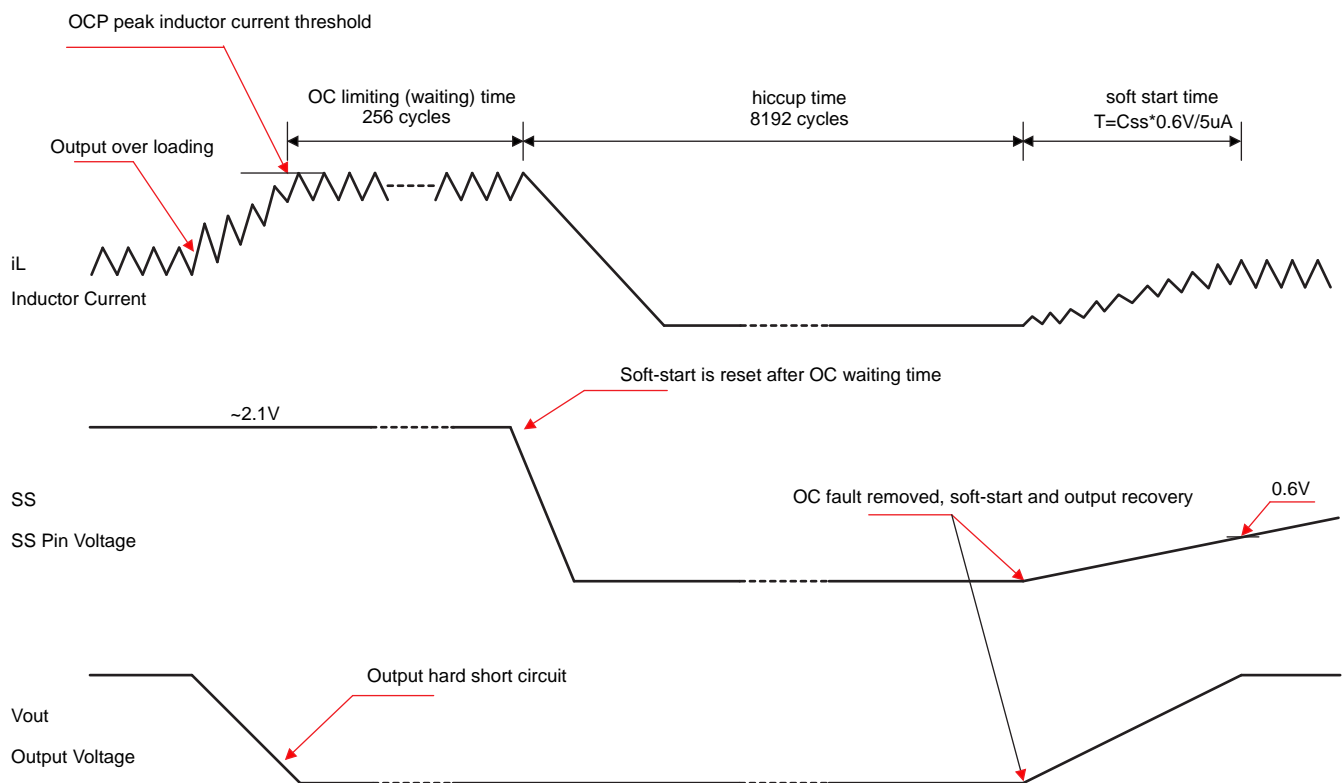 OCP peak inductor current threshold
OC limiting (waiting) time
256 cycles
hiccup time
8192 cycles
soft start time
T=Css*0.6V/5uA
Output over loading
iL
Inductor Current
Soft-start is reset after OC waiting time
~2.1V
SS
SS Pin Voltage
OC fault removed, soft-start and output recovery
0.6V
Output hard short circuit
Vout
Output Voltage